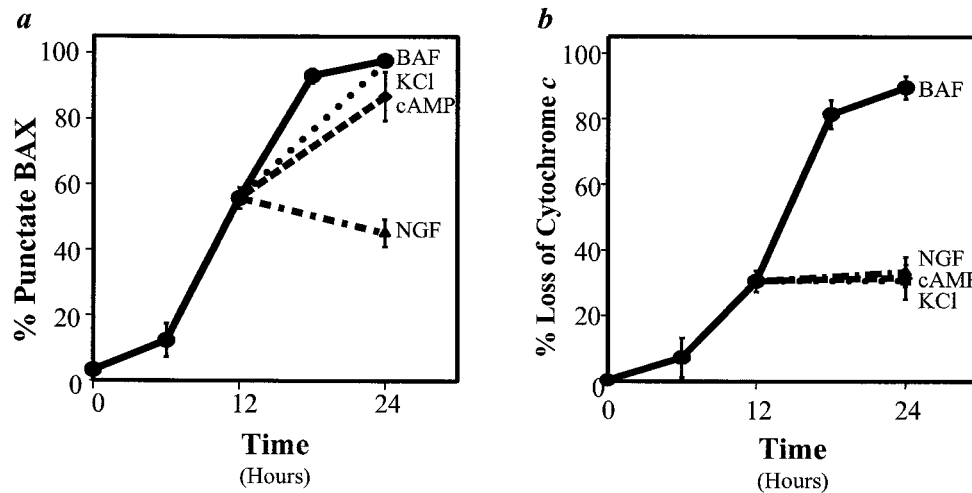 a
% Punctate BAX
100
80
60
40
20
0
BAF
KCl
cAMP
NGF
0 12 24
Time
(Hours)
b
% Loss of Cytochrome c
100
80
60
40
20
0
BAF
NGF
cAMP
KCl
0 12 24
Time
(Hours)